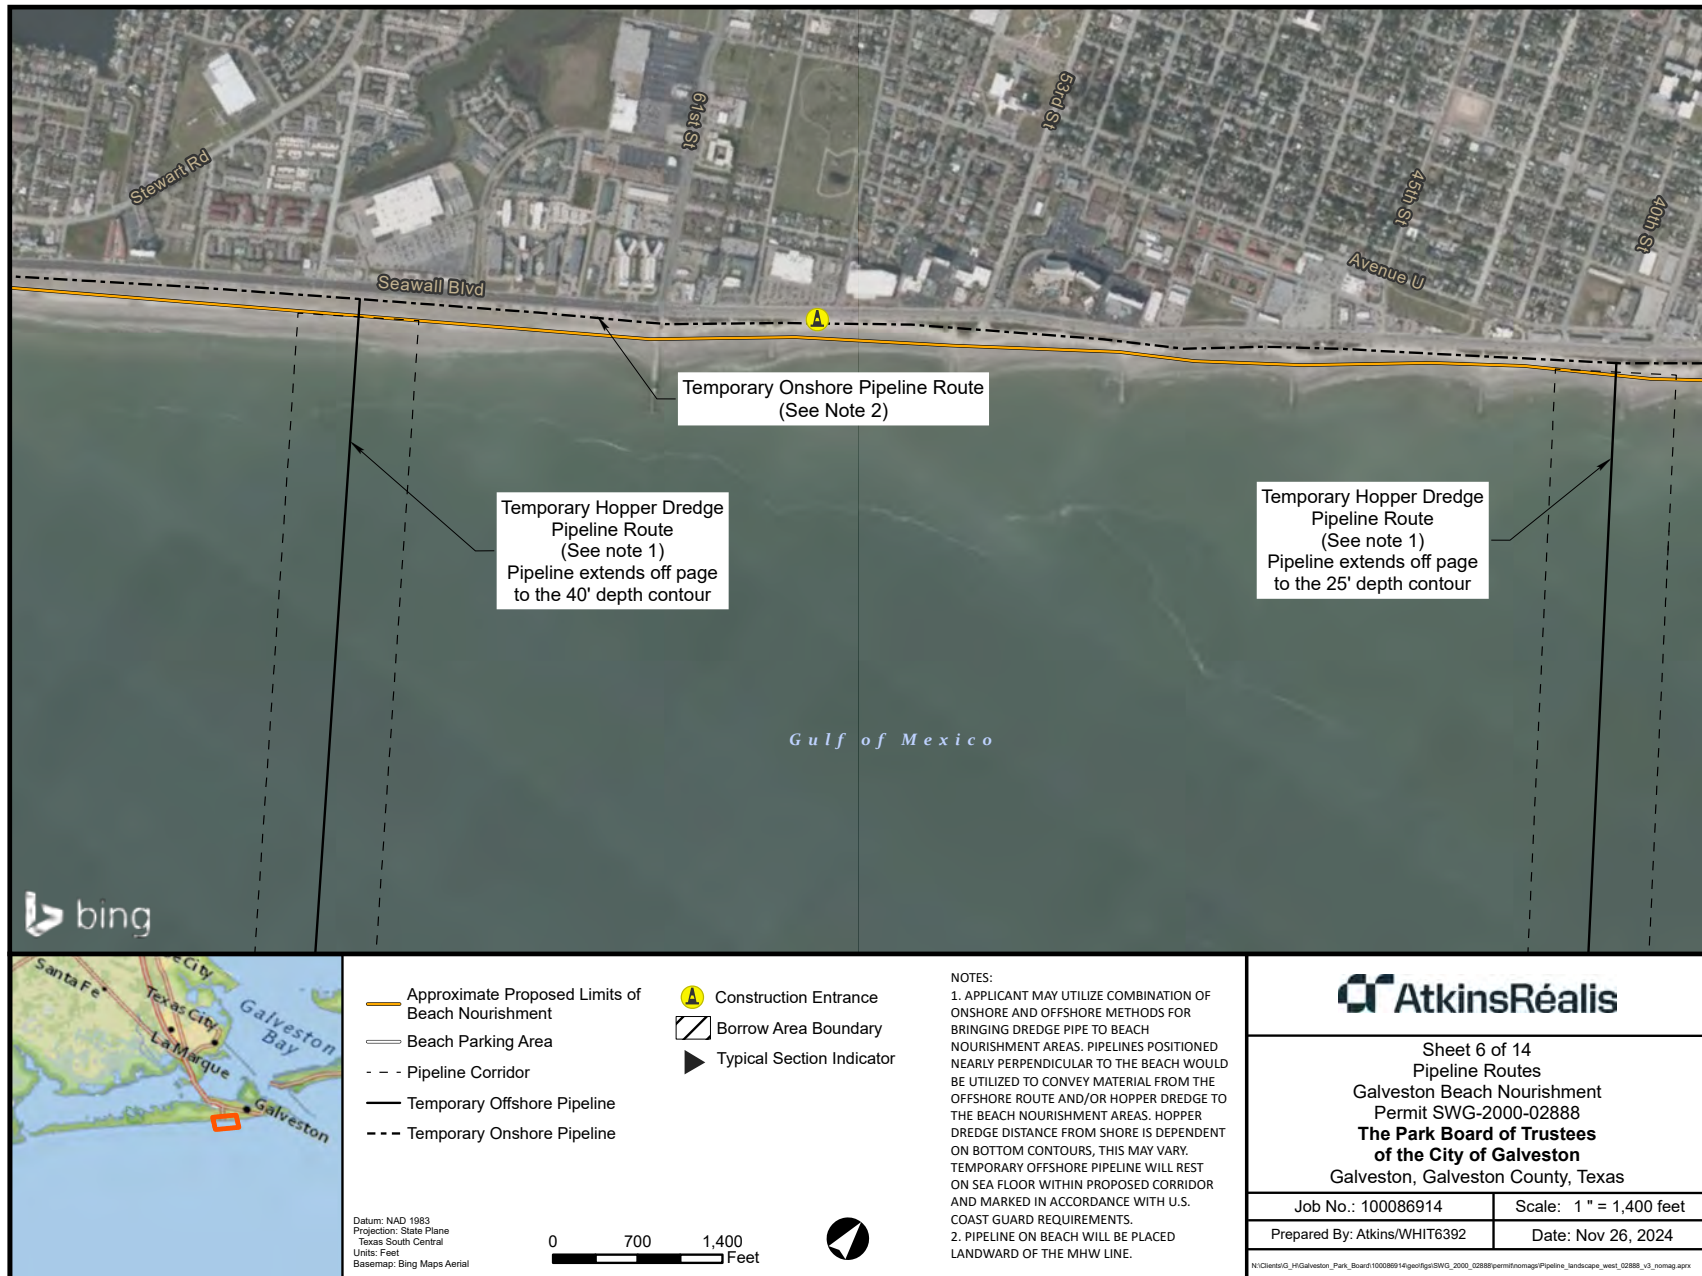 Stewart Rd
61st St
53rd St
45th St
40th St
Seawall Blvd
Avenue U
Temporary Onshore Pipeline Route
(See Note 2)
Temporary Hopper Dredge
Pipeline Route
(See note 1)
Pipeline extends off page
to the 40' depth contour
Temporary Hopper Dredge
Pipeline Route
(See note 1)
Pipeline extends off page
to the 25' depth contour
Gulf of Mexico
bing
Santa Fe
City
Texas City
La Marque
Galveston
Bay
Galveston
Approximate Proposed Limits of
Beach Nourishment
Beach Parking Area
Pipeline Corridor
Temporary Offshore Pipeline
Temporary Onshore Pipeline
Construction Entrance
Borrow Area Boundary
Typical Section Indicator
Datum: NAD 1983
Projection: State Plane
Texas South Central
Units: Feet
Basemap: Bing Maps Aerial
0 700 1,400
Feet
NOTES:
1. APPLICANT MAY UTILIZE COMBINATION OF
ONSHORE AND OFFSHORE METHODS FOR
BRINGING DREDGE PIPE TO BEACH
NOURISHMENT AREAS. PIPELINES POSITIONED
NEARLY PERPENDICULAR TO THE BEACH WOULD
BE UTILIZED TO CONVEY MATERIAL FROM THE
OFFSHORE ROUTE AND/OR HOPPER DREDGE TO
THE BEACH NOURISHMENT AREAS. HOPPER
DREDGE DISTANCE FROM SHORE IS DEPENDENT
ON BOTTOM CONTOURS, THIS MAY VARY.
TEMPORARY OFFSHORE PIPELINE WILL REST
ON SEA FLOOR WITHIN PROPOSED CORRIDOR
AND MARKED IN ACCORDANCE WITH U.S.
COAST GUARD REQUIREMENTS.
2. PIPELINE ON BEACH WILL BE PLACED
LANDWARD OF THE MHW LINE.
AtkinsRéalis
Sheet 6 of 14
Pipeline Routes
Galveston Beach Nourishment
Permit SWG-2000-02888
The Park Board of Trustees
of the City of Galveston
Galveston, Galveston County, Texas
Job No.: 100086914
Scale: 1 " = 1,400 feet
Prepared By: Atkins/WHIT6392
Date: Nov 26, 2024
N:\Clients\G_H\Galveston_Park_Board\100086914\geo\figs\SWG_2000_02888\permit\nomags\Pipeline_landscape_west_02888_v3_nomag.aprx